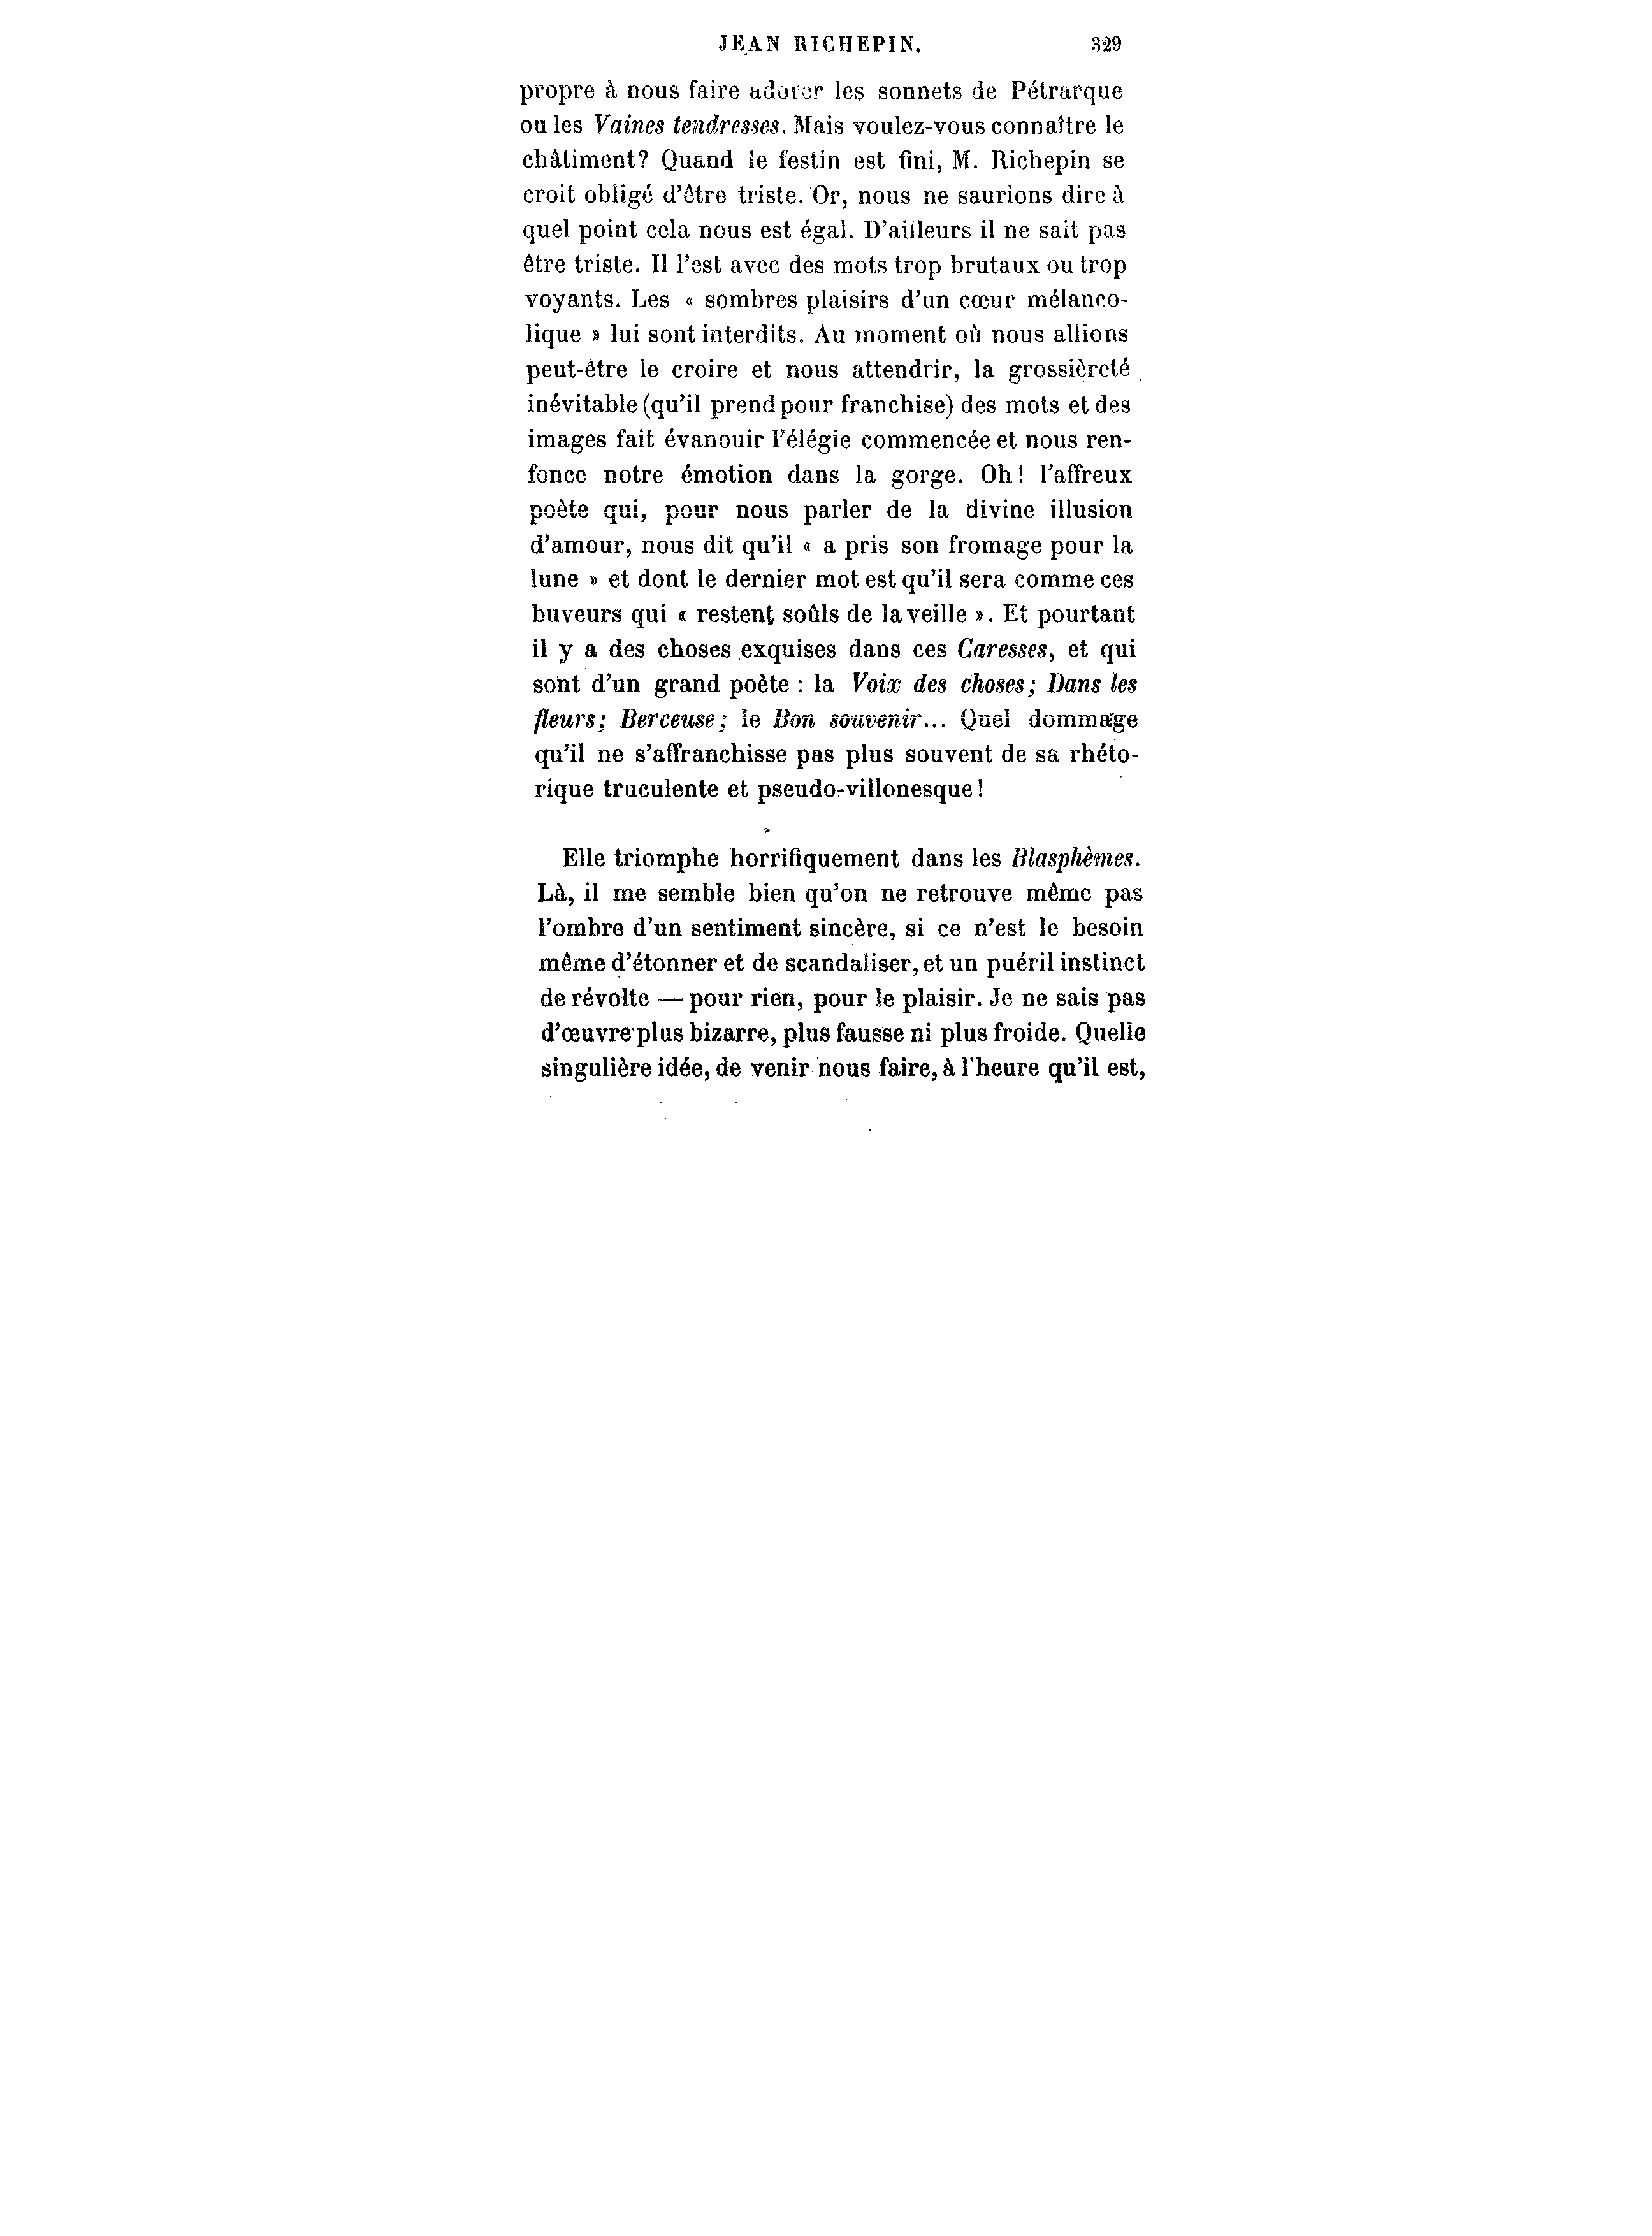 JEAN RICHEPIN. 329
propre à nous faire adorer les sonnets de Pétrarque
ou les Vaines tendresses. Mais voulez-vous connaître le
châtiment? Quand le festin est fini, M. Richepin se
croit obligé d'être triste. Or, nous ne saurions dire à
quel point cela nous est égal. D'ailleurs il ne sait pas
être triste. Il l'est avec des mots trop brutaux ou trop
voyants. Les « sombres plaisirs d'un cœur mélanco-
lique » lui sont interdits. Au moment où nous allions
peut-être le croire et nous attendrir, la grossièreté
inévitable (qu'il prend pour franchise) des mots et des
images fait évanouir l'élégie commencée et nous ren-
fonce notre émotion dans la gorge. Oh! l'affreux
poète qui, pour nous parler de la divine illusion
d'amour, nous dit qu'il « a pris son fromage pour la
lune » et dont le dernier mot est qu'il sera comme ces
buveurs qui « restent soûls de la veille ». Et pourtant
il y a des choses exquises dans ces Caresses, et qui
sont d'un grand poète : la Voix des choses; Dans les
fleurs; Berceuse; le Bon souvenir... Quel dommage
qu'il ne s'affranchisse pas plus souvent de sa rhéto-
rique truculente et pseudo-villonesque!
Elle triomphe horrifiquement dans les Blasphèmes.
Là, il me semble bien qu'on ne retrouve même pas
l'ombre d'un sentiment sincère, si ce n'est le besoin
même d'étonner et de scandaliser, et un puéril instinct
de révolte — pour rien, pour le plaisir. Je ne sais pas
d'œuvre plus bizarre, plus fausse ni plus froide. Quelle
singulière idée, de venir nous faire, à l'heure qu'il est,